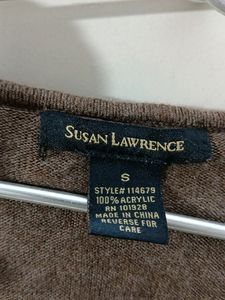 SUSAN LAWRENCE
S
STYLE# 114679
100% ACRYLIC
RN 101928
MADE IN CHINA
REVERSE FOR
CARE